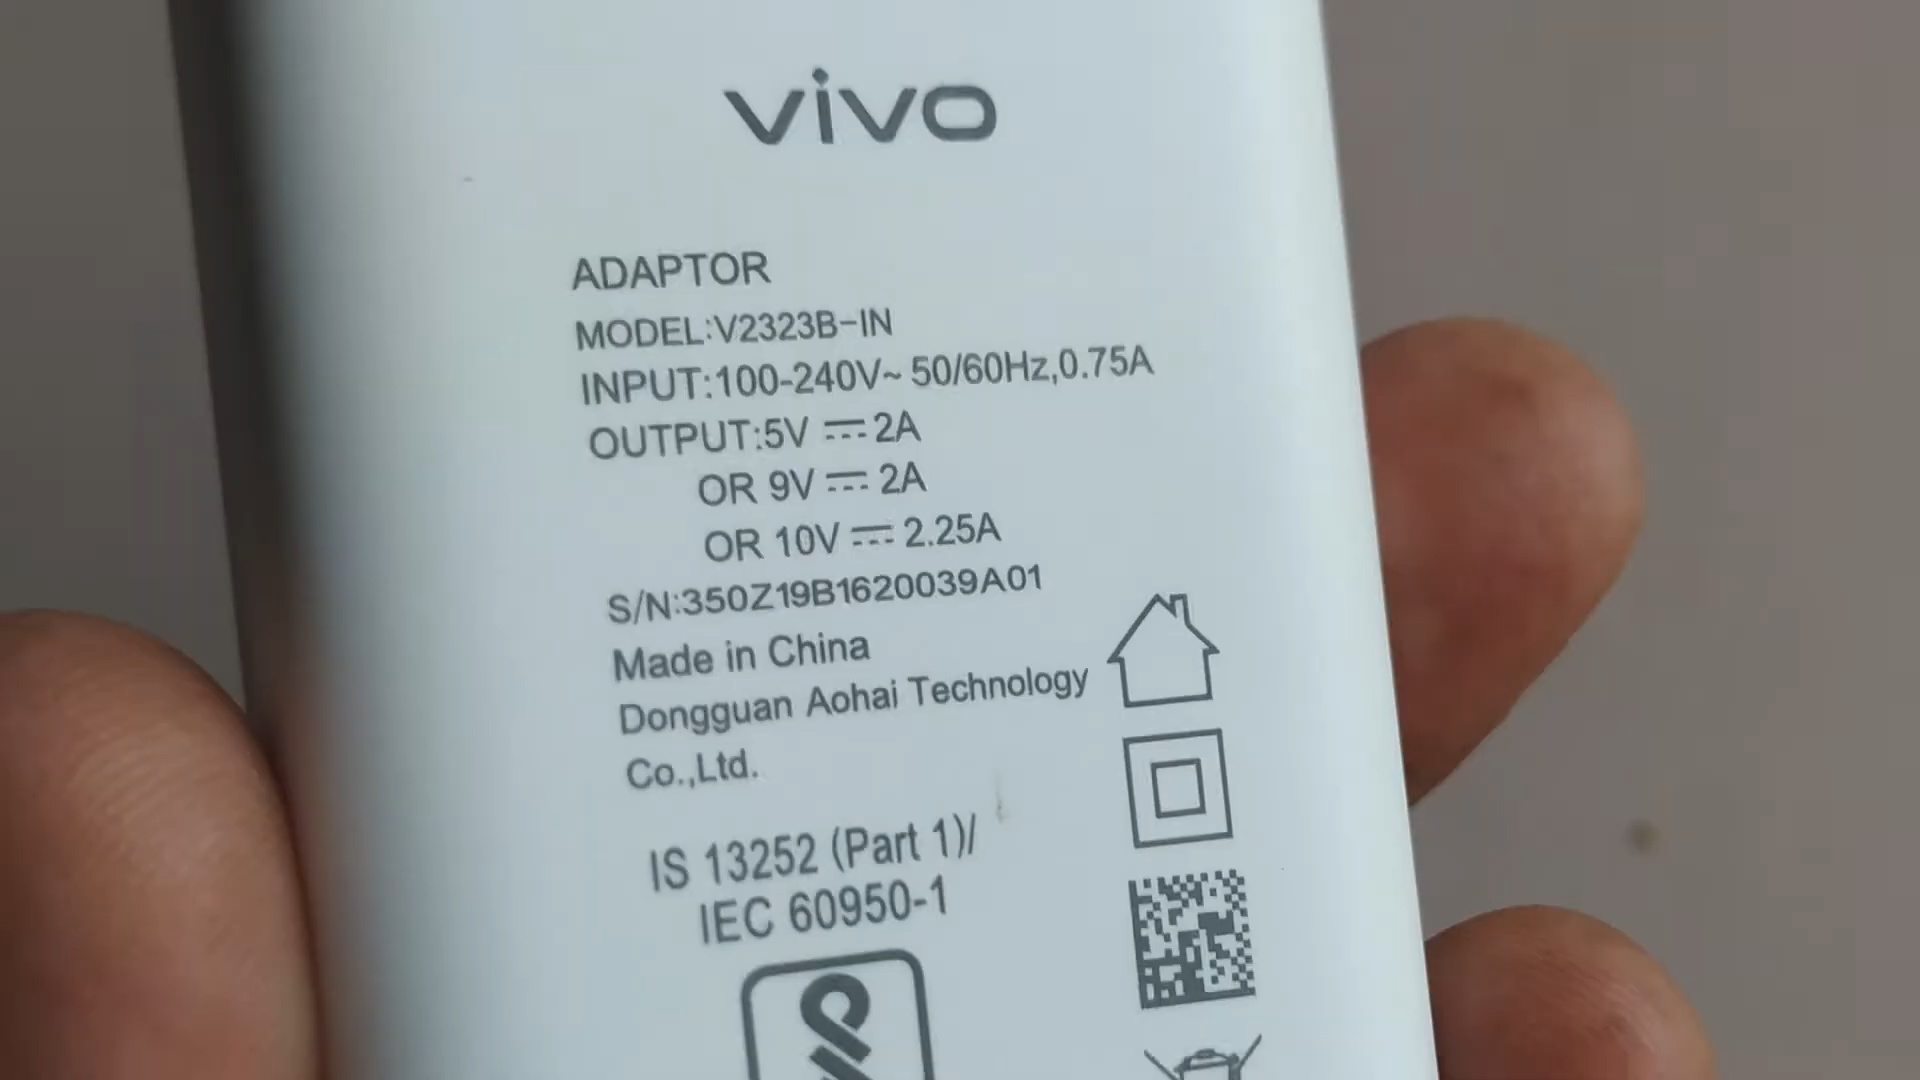 vivo
ADAPTOR
MODEL:V2323B-IN
INPUT:100-240V~ 50/60Hz,0.75A
OUTPUT:5V ⎓ 2A
OR 9V ⎓ 2A
OR 10V ⎓ 2.25A
S/N:350Z19B1620039A01
Made in China
Dongguan Aohai Technology
Co.,Ltd.
IS 13252 (Part 1)/
IEC 60950-1